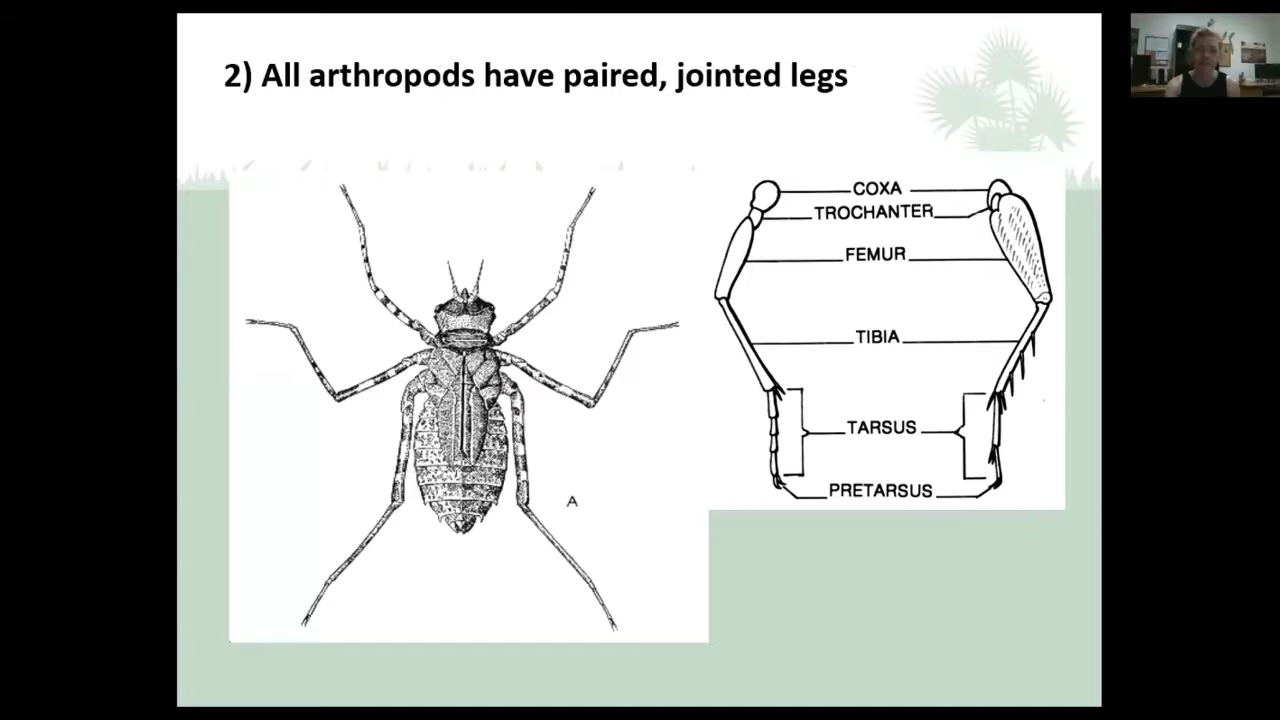 2) All arthropods have paired, jointed legs
COXA
TROCHANTER
FEMUR
TIBIA
TARSUS
PRETARSUS
A